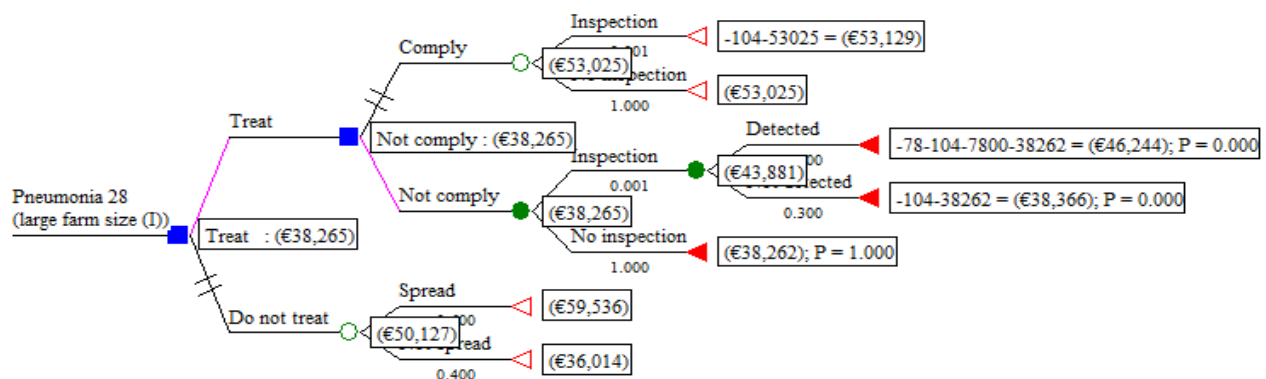 Inspection
-104-53025 = (€53,129)
Comply
(€53,025)
inspection
(€53,025)
1.000
Treat
Detected
Not comply : (€38,265)
-78-104-7800-38262 = (€46,244); P = 0.000
Inspection
(€43,881)
Pneumonia 28
0.001
Not comply
-104-38262 = (€38,366); P = 0.000
(large farm size (I))
(€38,265)
0.300
Treat : (€38,265)
No inspection
(€38,262); P = 1.000
1.000
Spread
(€59,536)
Do not treat
(€50,127)
(€36,014)
0.400